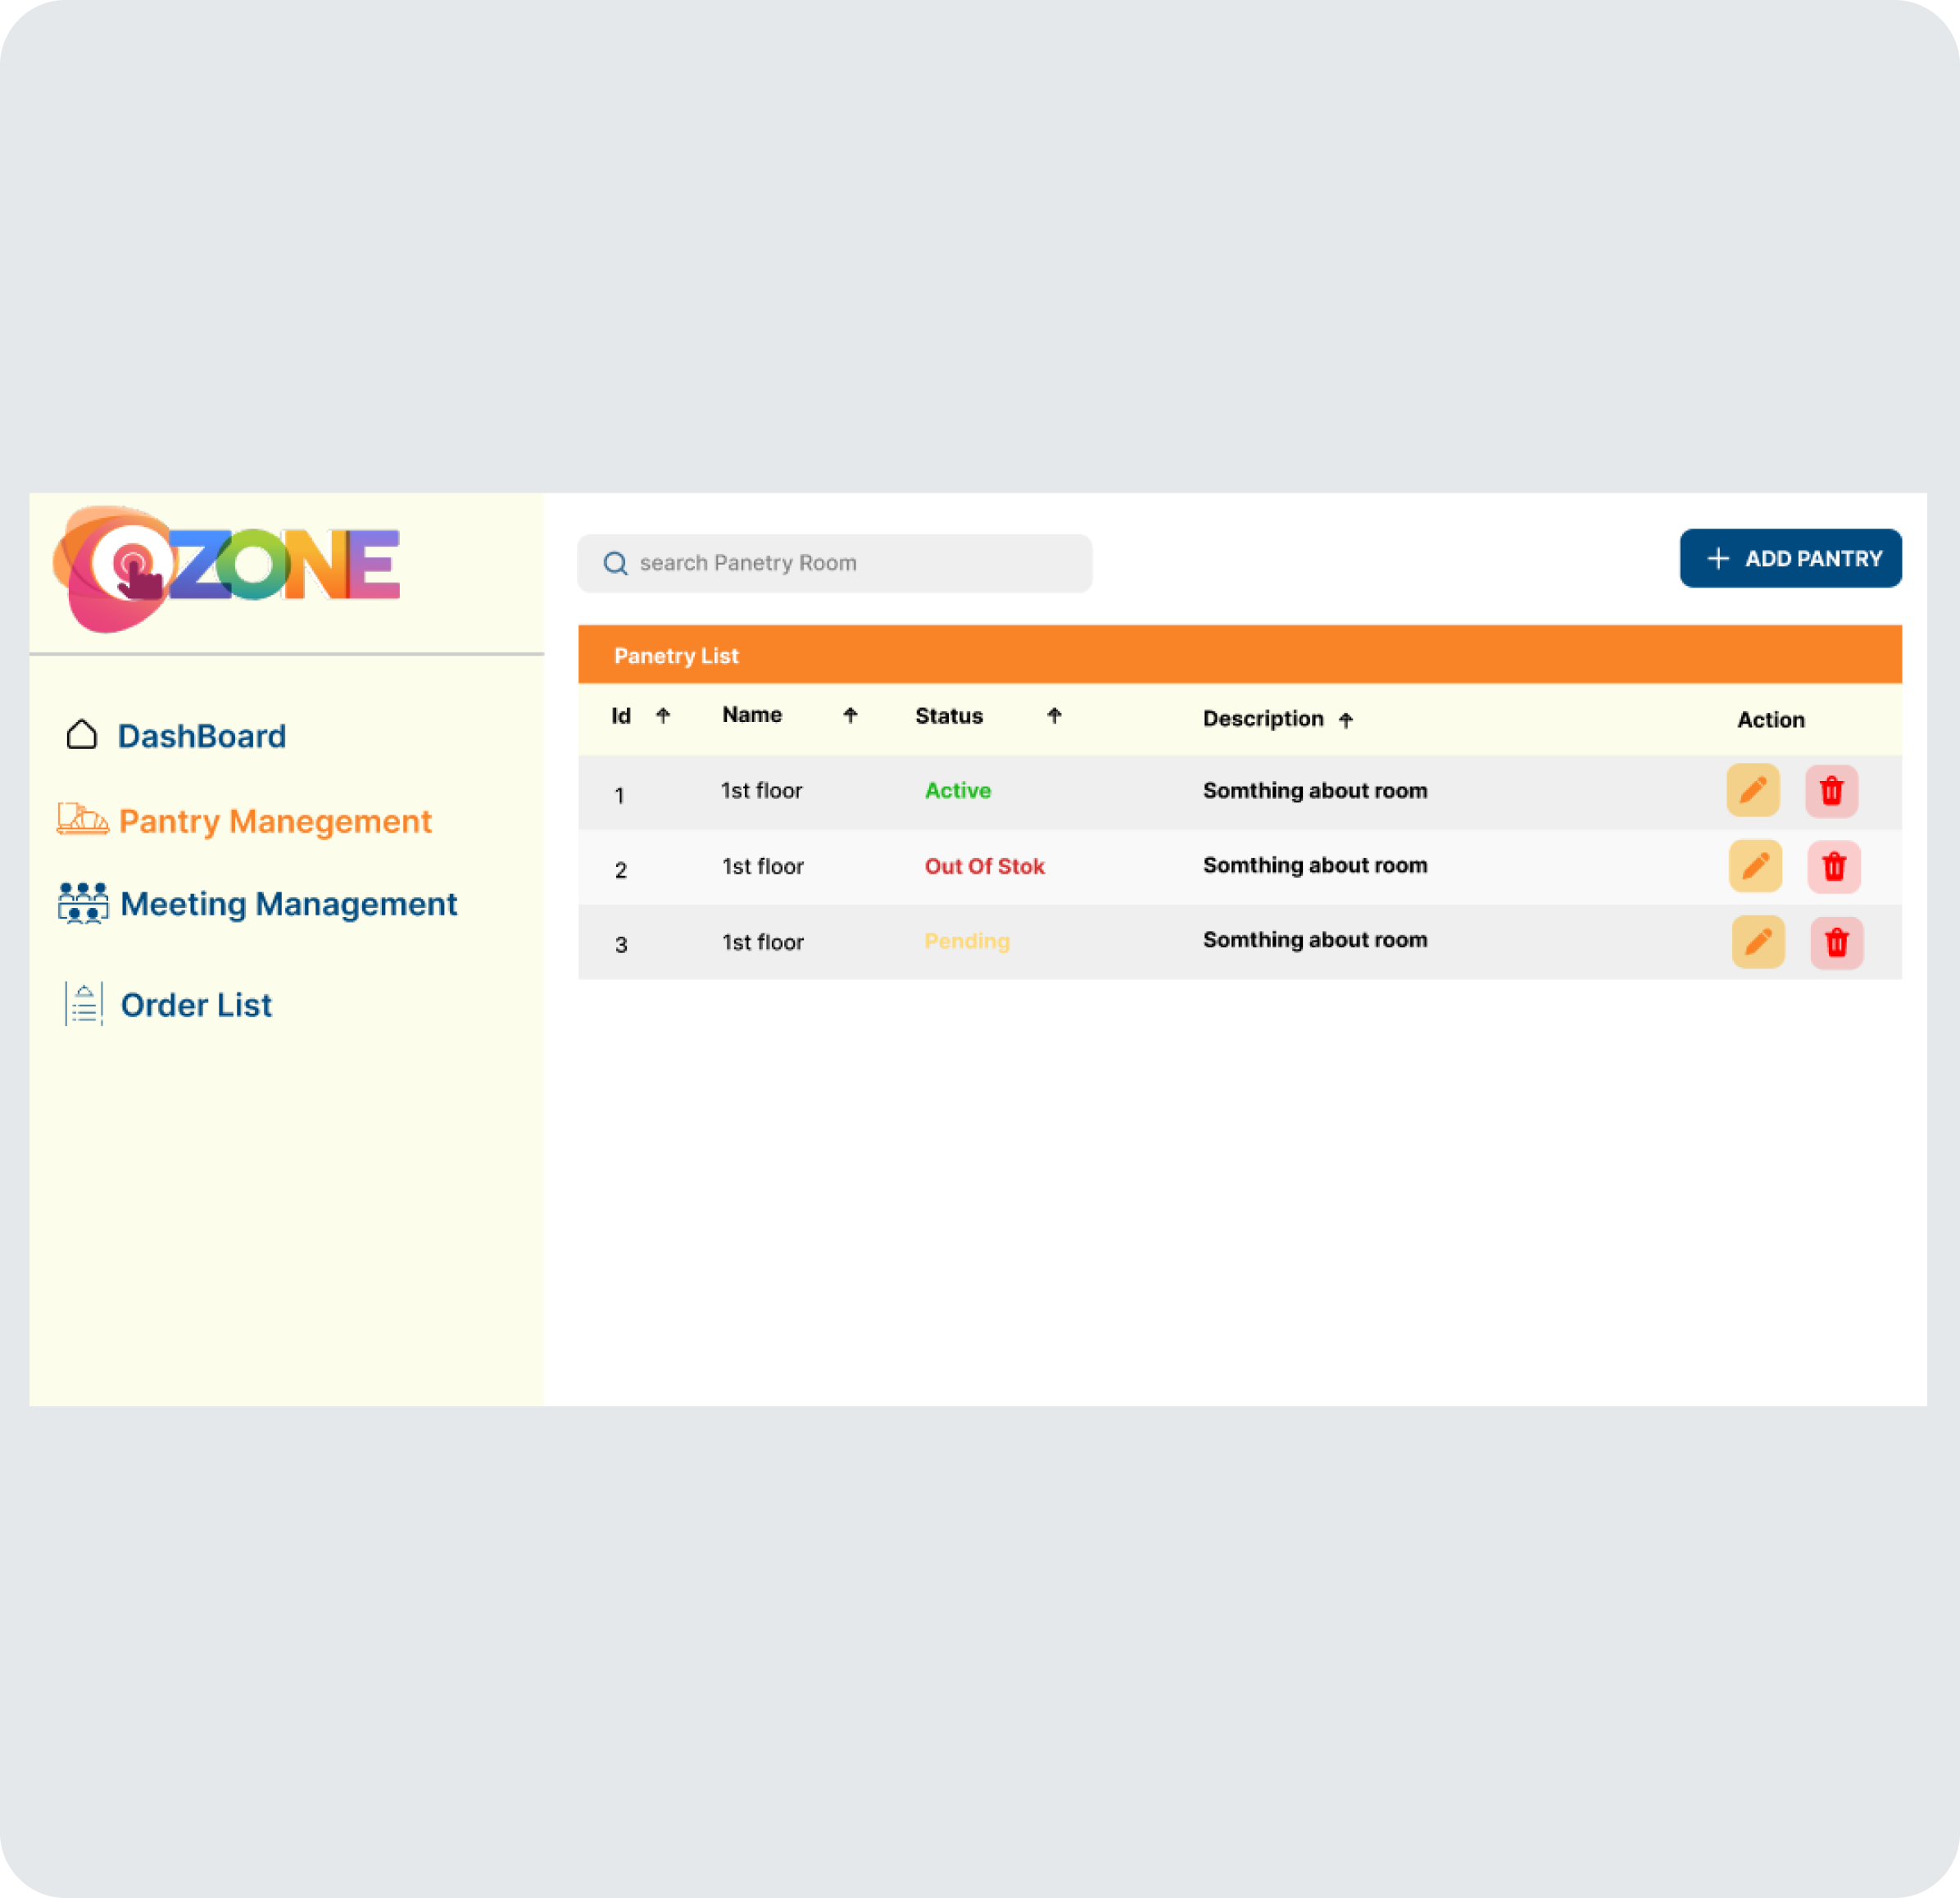 OZONE
search Panetry Room
ADD PANTRY
Panetry List
Id Name Status Description Action
1 1st floor Active Somthing about room
2 1st floor Out Of Stok Somthing about room
3 1st floor Pending Somthing about room
DashBoard
Pantry Manegement
Meeting Management
Order List